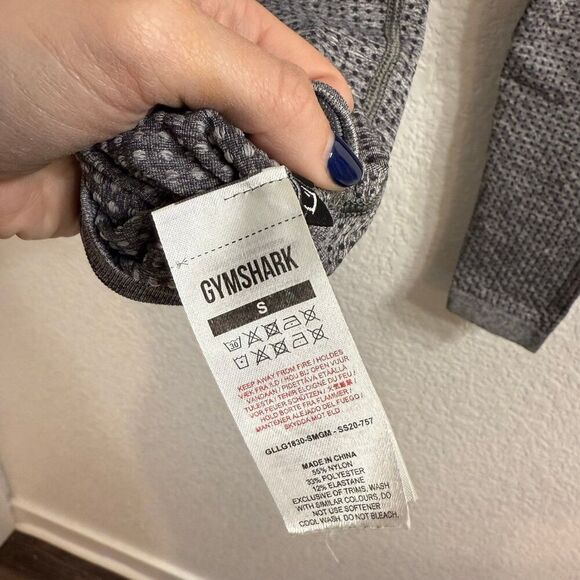 GYMSHARK
S
30
KEEP AWAY FROM FIRE / HOLDES
VÆK FRA ILD / HOU BIJ OPEN VUUR
VANDAAN / PIDETTÄVÄ ETÄÄLLÄ
TULESTA / TENIR ÉLOIGNÉ DU FEU /
VOR FEUER SCHÜTZEN /
HOLD BORTE FRA FLAMMER /
MANTENER ALEJADO DEL FUEGO /
SKYDDA MOT ELD
GLLG1830-SMGM - SS20-757
MADE IN CHINA
55% NYLON
33% POLYESTER
12% ELASTANE
EXCLUSIVE OF TRIMS, WASH
WITH SIMILAR COLOURS, DO
NOT USE SOFTENER
COOL WASH, DO NOT BLEACH,